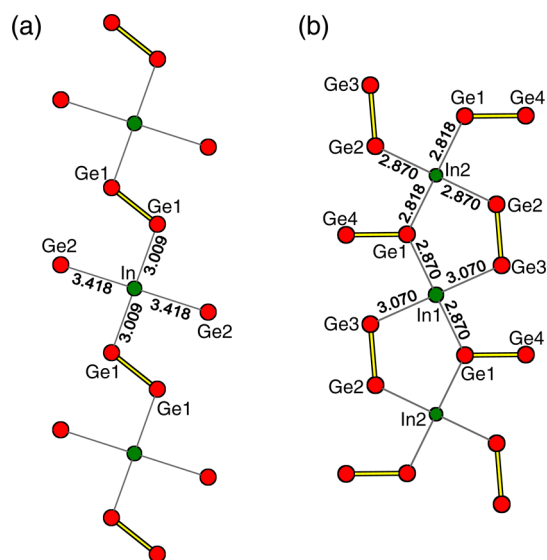 (a)
Ge1
Ge1
3.009
Ge2
In
3.418
3.418
3.009
Ge2
Ge1
Ge1
(b)
Ge3
Ge1
Ge4
2.818
Ge2
2.870
In2
2.870
2.818
Ge2
Ge4
Ge1
2.870
3.070
Ge3
3.070
In1
2.870
Ge3
Ge4
Ge1
Ge2
In2